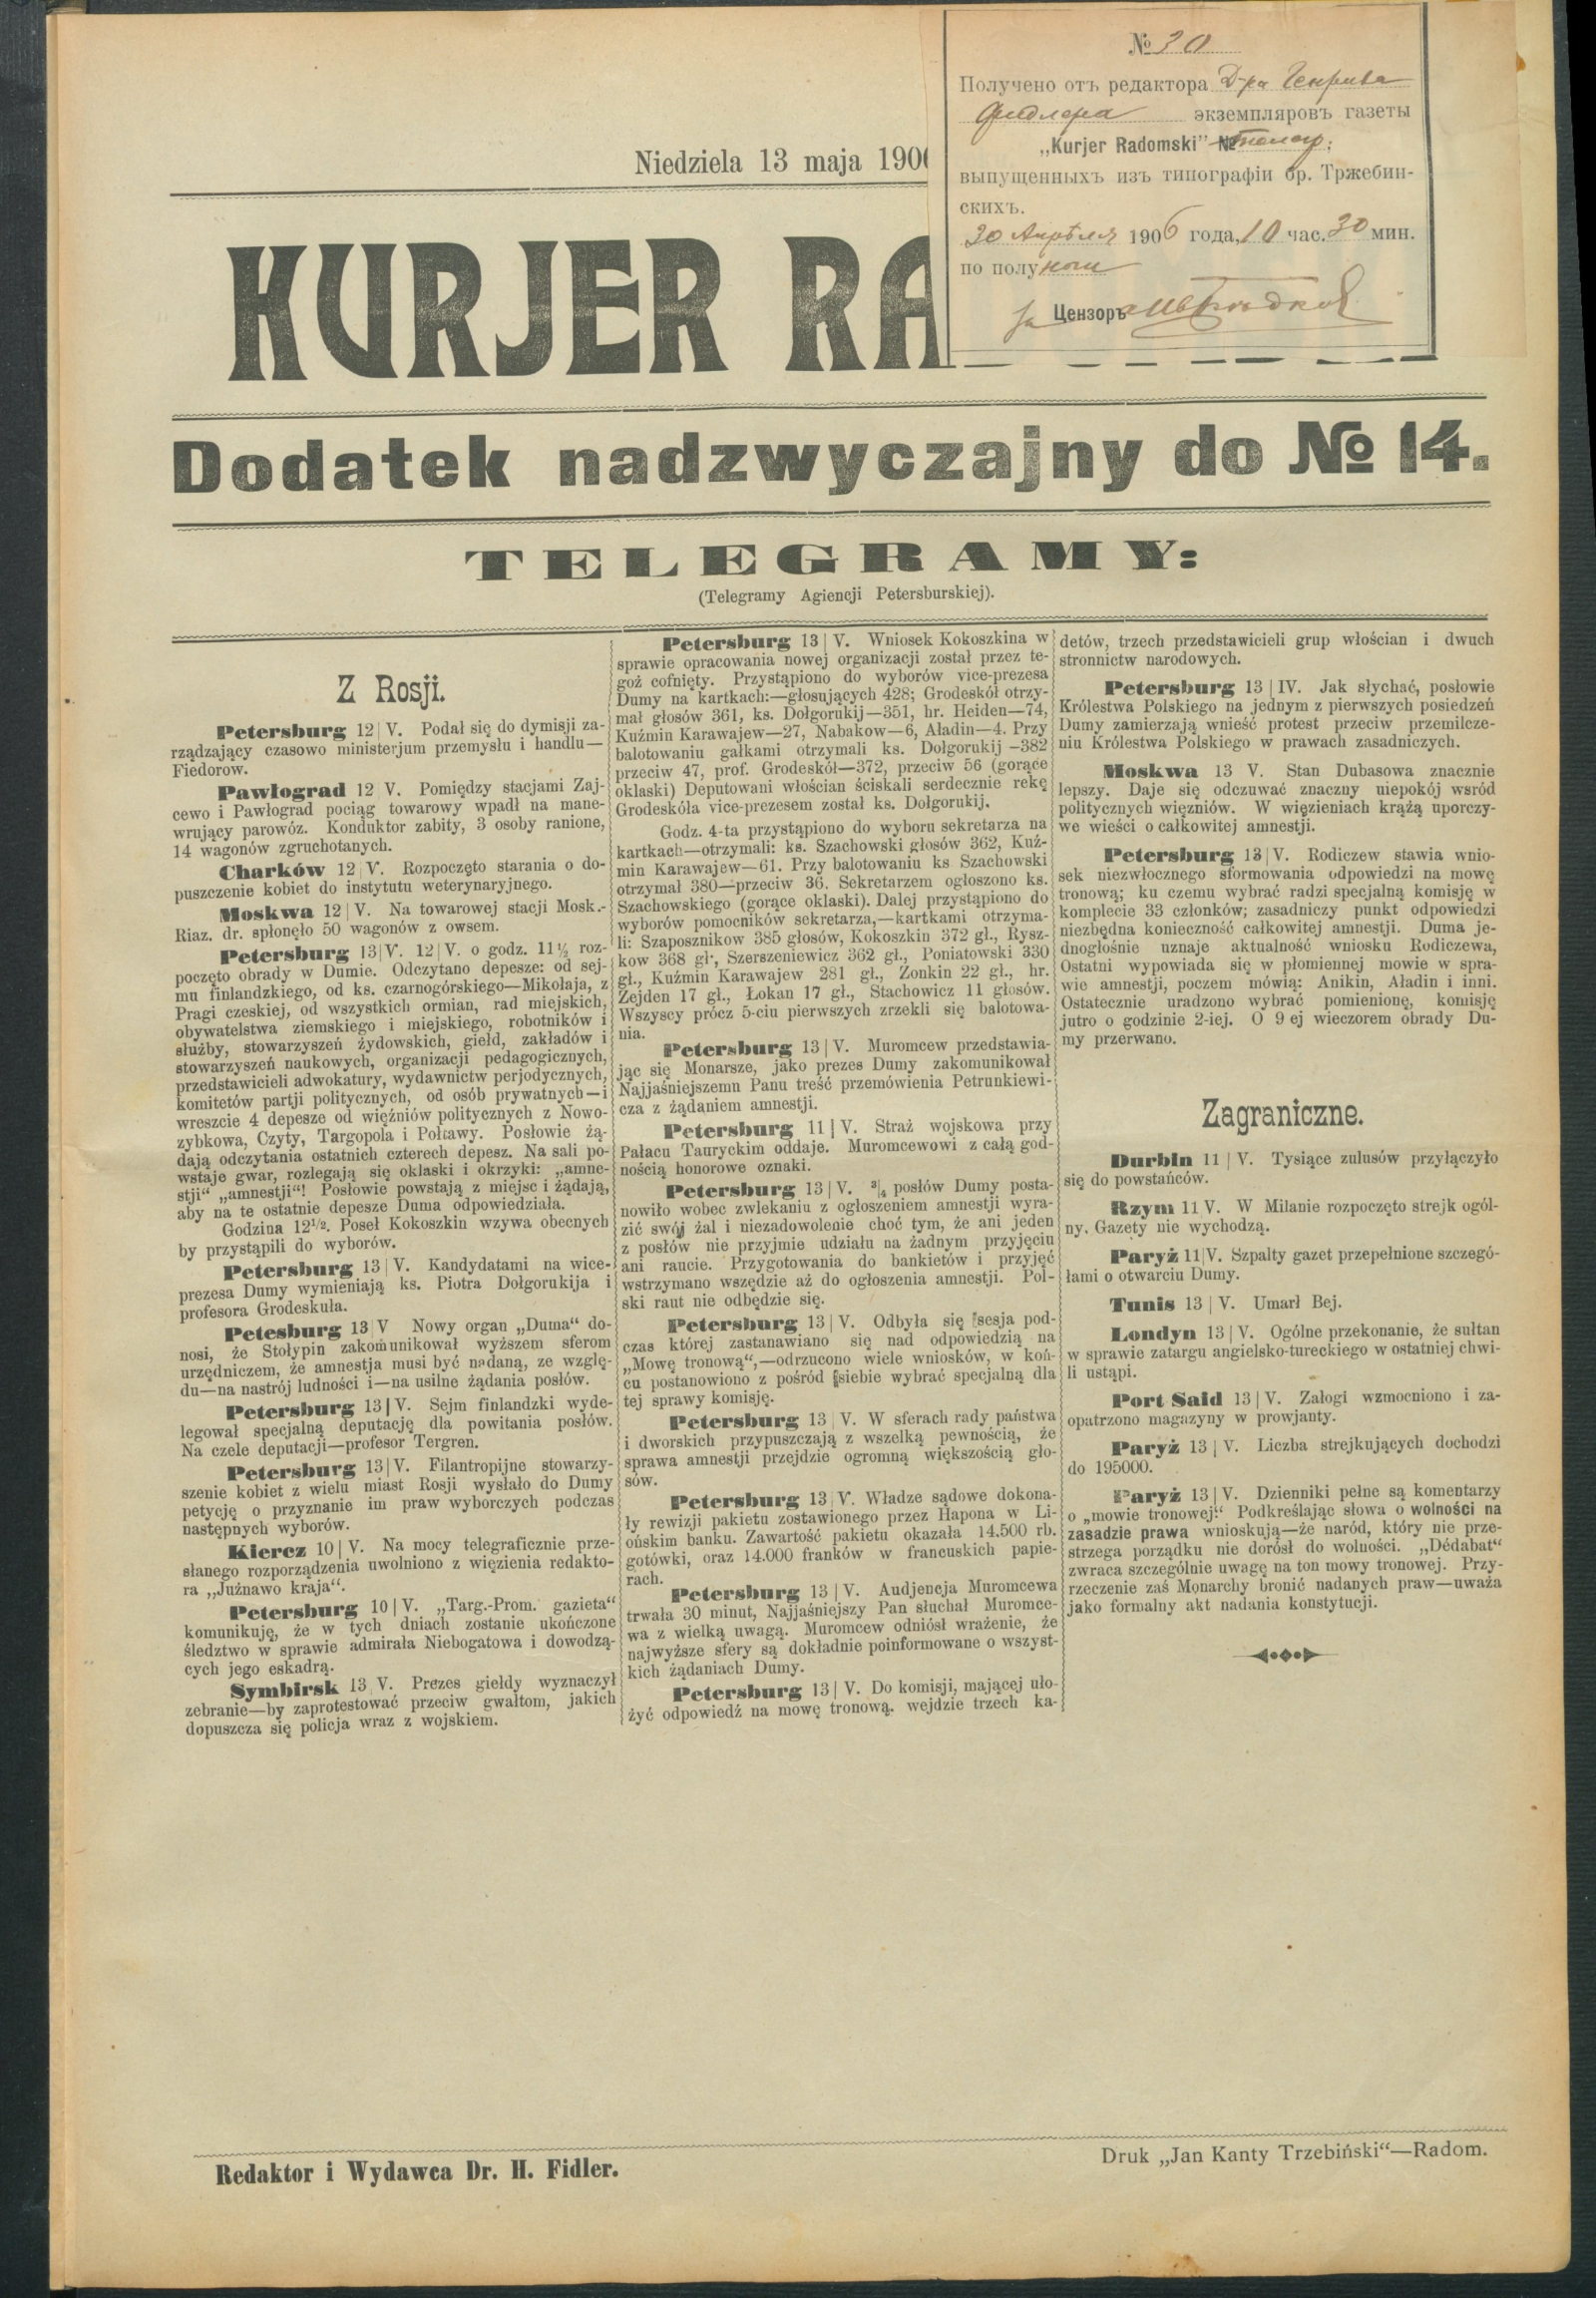 Niedziela 13 maja 190
№ 30
Получено отъ редактора Д-ра Генриха
Фидлера экземпляровъ газеты
„Kurjer Radomski" №
выпущенныхъ изъ типографіи бр. Тржебин-
скихъ.
30 Апрѣля 1906 года, 10 час. 30 мин.
по полу
Цензоръ
KURJER RA
Dodatek nadzwyczajny do № 14.
TELEGRAMY:
(Telegramy Agiencji Petersburskiej).
Z Rosji.
Petersburg 12|V. Podał się do dymisji za-
rządzający czasowo ministerjum przemysłu i handlu—
Fiedorow.
Pawłograd 12|V. Pomiędzy stacjami Zaj-
cewo i Pawłograd pociąg towarowy wpadł na mane-
wrujący parowóz. Konduktor zabity, 3 osoby ranione,
14 wagonów zgruchotanych.
Charków 12|V. Rozpoczęto starania o do-
puszczenie kobiet do instytutu weterynaryjnego.
Moskwa 12|V. Na towarowej stacji Mosk.-
Riaz. dr. spłonęło 50 wagonów z owsem.
Petersburg 13|V. 12|V. o godz. 11½ roz-
poczęto obrady w Dumie. Odczytano depesze: od sej-
mu finlandzkiego, od ks. czarnogórskiego—Mikołaja, z
Pragi czeskiej, od wszystkich ormian, rad miejskich,
obywatelstwa ziemskiego i miejskiego, robotników i
służby, stowarzyszeń żydowskich, giełd, zakładów i
stowarzyszeń naukowych, organizacji pedagogicznych,
przedstawicieli adwokatury, wydawnictw perjodycznych,
komitetów partji politycznych, od osób prywatnych—i
wreszcie 4 depesze od więźniów politycznych z Nowo-
zybkowa, Czyty, Targopola i Połtawy. Posłowie żą-
dają odczytania ostatnich czterech depesz. Na sali po-
wstaje gwar, rozlegają się oklaski i okrzyki: „amne-
stji“ „amnestji“! Posłowie powstają z miejsc i żądają,
aby na te ostatnie depesze Duma odpowiedziała.
Godzina 12½. Poseł Kokoszkin wzywa obecnych
by przystąpili do wyborów.
Petersburg 13|V. Kandydatami na wice-
prezesa Dumy wymieniają ks. Piotra Dołgorukija i
profesora Grodeskuła.
Petesburg 13|V Nowy organ „Duma“ do-
nosi, że Stołypin zakomunikował wyższem sferom
urzędniczem, że amnestja musi być nadaną, ze wzglę-
du—na nastrój ludności i—na usilne żądania posłów.
Petersburg 13|V. Sejm finlandzki wyde-
legował specjalną deputację dla powitania posłów.
Na czele deputacji—profesor Tergren.
Petersburg 13|V. Filantropijne stowarzy-
szenie kobiet z wielu miast Rosji wysłało do Dumy
petycję o przyznanie im praw wyborczych podczas
następnych wyborów.
Kiercz 10|V. Na mocy telegraficznie prze-
słanego rozporządzenia uwolniono z więzienia redakto-
ra „Jużnawo kraja“.
Petersburg 10|V. „Targ.-Prom. gazieta“
komunikuję, że w tych dniach zostanie ukończone
śledztwo w sprawie admirała Niebogatowa i dowodzą-
cych jego eskadrą.
Symbirsk 13|V. Prezes giełdy wyznaczył
zebranie—by zaprotestować przeciw gwałtom, jakich
dopuszcza się policja wraz z wojskiem.
Petersburg 13|V. Wniosek Kokoszkina w
sprawie opracowania nowej organizacji został przez te-
goż cofnięty. Przystąpiono do wyborów vice-prezesa
Dumy na kartkach:—głosujących 428; Grodeskół otrzy-
mał głosów 361, ks. Dołgorukij—351, hr. Heiden—74,
Kuźmin Karawajew—27, Nabakow—6, Aładin—4. Przy
balotowaniu gałkami otrzymali ks. Dołgorukij –382
przeciw 47, prof. Grodeskół—372, przeciw 56 (gorące
oklaski) Deputowani włościan ściskali serdecznie rekę
Grodeskóła vice-prezesem został ks. Dołgorukij.
Godz. 4-ta przystąpiono do wyboru sekretarza na
kartkach—otrzymali: ks. Szachowski głosów 362, Kuź-
min Karawajew—61. Przy balotowaniu ks Szachowski
otrzymał 380—przeciw 36. Sekretarzem ogłoszono ks.
Szachowskiego (gorące oklaski). Dalej przystąpiono do
wyborów pomocników sekretarza,—kartkami otrzyma-
li: Szaposznikow 385 głosów, Kokoszkin 372 gł., Rysz-
kow 368 gł·, Szerszeniewicz 362 gł., Poniatowski 330
gł., Kuźmin Karawajew 281 gł., Zonkin 22 gł., hr.
Zejden 17 gł., Łokan 17 gł., Stachowicz 11 głosów.
Wszyscy prócz 5-ciu pierwszych zrzekli się balotowa-
nia.
Petersburg 13|V. Muromcew przedstawia-
jąc się Monarsze, jako prezes Dumy zakomunikował
Najjaśniejszemu Panu treść przemówienia Petrunkiewi-
cza z żądaniem amnestji.
Petersburg 11|V. Straż wojskowa przy
Pałacu Tauryckim oddaje. Muromcewowi z całą god-
nością honorowe oznaki.
Petersburg 13|V. ¾ posłów Dumy posta-
nowiło wobec zwlekaniu z ogłoszeniem amnestji wyra-
zić swój żal i niezadowolenie choć tym, że ani jeden
z posłów nie przyjmie udziału na żadnym przyjęciu
ani raucie. Przygotowania do bankietów i przyjęć
wstrzymano wszędzie aż do ogłoszenia amnestji. Pol-
ski raut nie odbędzie się.
Petersburg 13|V. Odbyła się sesja pod-
czas której zastanawiano się nad odpowiedzią na
„Mowę tronową“,—odrzucono wiele wniosków, w koń-
cu postanowiono z pośród siebie wybrać specjalną dla
tej sprawy komisję.
Petersburg 13|V. W sferach rady państwa
i dworskich przypuszczają z wszelką pewnością, że
sprawa amnestji przejdzie ogromną większością gło-
sów.
Petersburg 13|V. Władze sądowe dokona-
ły rewizji pakietu zostawionego przez Hapona w Li-
ońskim banku. Zawartość pakietu okazała 14.500 rb.
gotówki, oraz 14.000 franków w francuskich papie-
rach.
Petersburg 13|V. Audjencja Muromcewa
trwała 30 minut, Najjaśniejszy Pan słuchał Muromce-
wa z wielką uwagą. Muromcew odniósł wrażenie, że
najwyższe sfery są dokładnie poinformowane o wszyst-
kich żądaniach Dumy.
Petersburg 13|V. Do komisji, mającej uło-
żyć odpowiedź na mowę tronową. wejdzie trzech ka-
detów, trzech przedstawicieli grup włościan i dwuch
stronnictw narodowych.
Petersburg 13|IV. Jak słychać, posłowie
Królestwa Polskiego na jednym z pierwszych posiedzeń
Dumy zamierzają wnieść protest przeciw przemilcze-
niu Królestwa Polskiego w prawach zasadniczych.
Moskwa 13 V. Stan Dubasowa znacznie
lepszy. Daje się odczuwać znaczny uiepokój wsród
politycznych więzniów. W więzieniach krążą uporczy-
we wieści o całkowitej amnestji.
Petersburg 13|V. Rodiczew stawia wnio-
sek niezwłocznego sformowania odpowiedzi na mowę
tronową; ku czemu wybrać radzi specjalną komisję w
komplecie 33 członków; zasadniczy punkt odpowiedzi
niezbędna konieczność całkowitej amnestji. Duma je-
dnogłośnie uznaje aktualność wniosku Rodiczewa,
Ostatni wypowiada się w płomiennej mowie w spra-
wie amnestji, poczem mówią: Anikin, Aładin i inni.
Ostatecznie uradzono wybrać pomienionę, komisję
jutro o godzinie 2-iej. O 9 ej wieczorem obrady Du-
my przerwano.
Zagraniczne.
Durbin 11|V. Tysiące zulusów przyłączyło
się do powstańców.
Rzym 11 V. W Milanie rozpoczęto strejk ogól-
ny. Gazety nie wychodzą.
Paryż 11|V. Szpalty gazet przepełnione szczegó-
łami o otwarciu Dumy.
Tunis 13|V. Umarł Bej.
Londyn 13|V. Ogólne przekonanie, że sułtan
w sprawie zatargu angielsko-tureckiego w ostatniej chwi-
li ustąpi.
Port Said 13|V. Załogi wzmocniono i za-
opatrzono magazyny w prowjanty.
Paryż 13|V. Liczba strejkujących dochodzi
do 195000.
Paryż 13|V. Dzienniki pełne są komentarzy
o „mowie tronowej“ Podkreślając słowa o wolności na
zasadzie prawa wnioskują—że naród, który nie prze-
strzega porządku nie dorósł do wolności. „Dédabat“
zwraca szczególnie uwagę na ton mowy tronowej. Przy-
rzeczenie zaś Monarchy bronić nadanych praw—uważa
jako formalny akt nadania konstytucji.
Redaktor i Wydawca Dr. H. Fidler.
Druk „Jan Kanty Trzebiński“—Radom.